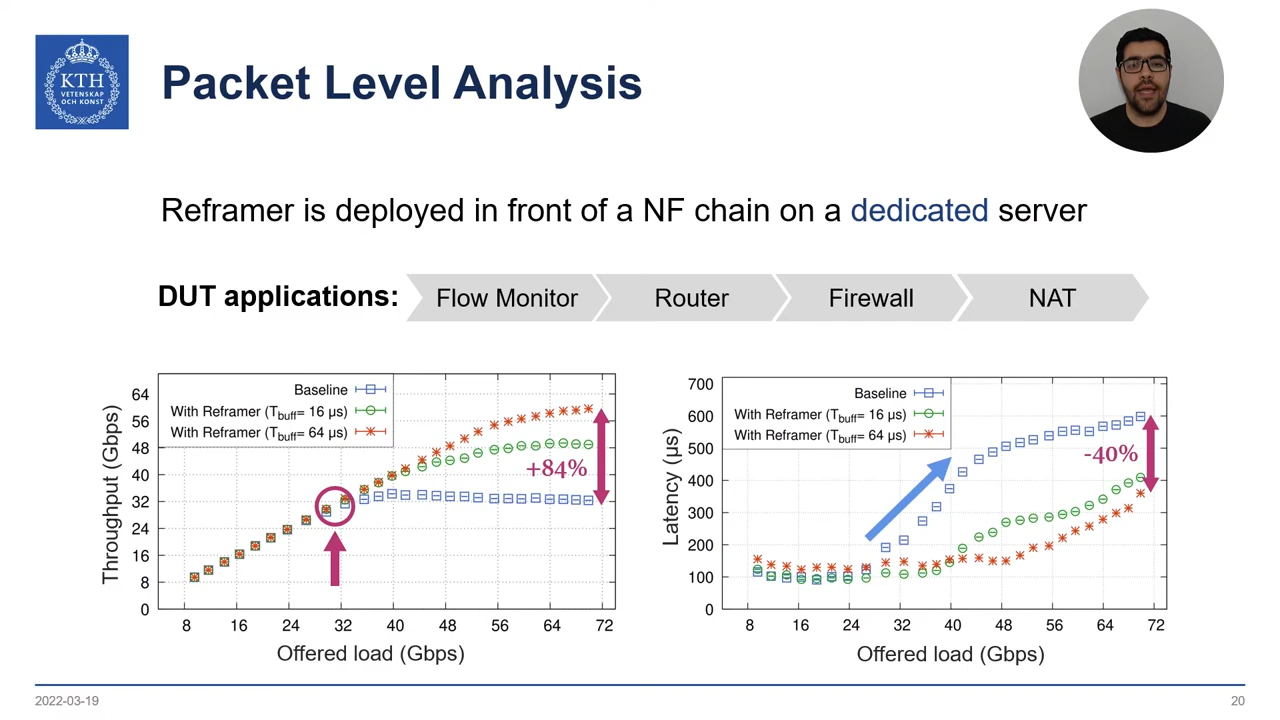 KTH
VETENSKAP
OCH KONST
Packet Level Analysis
Reframer is deployed in front of a NF chain on a dedicated server
DUT applications:
Flow Monitor
Router
Firewall
NAT
Throughput (Gbps)
64
56
48
40
32
24
16
8
0
Baseline
With Reframer (Tbuff= 16 μs)
With Reframer (Tbuff= 64 μs)
+84%
8 16 24 32 40 48 56 64 72
Offered load (Gbps)
Latency (μs)
700
600
500
400
300
200
100
0
Baseline
With Reframer (Tbuff= 16 μs)
With Reframer (Tbuff= 64 μs)
-40%
8 16 24 32 40 48 56 64 72
Offered load (Gbps)
2022-03-19
20